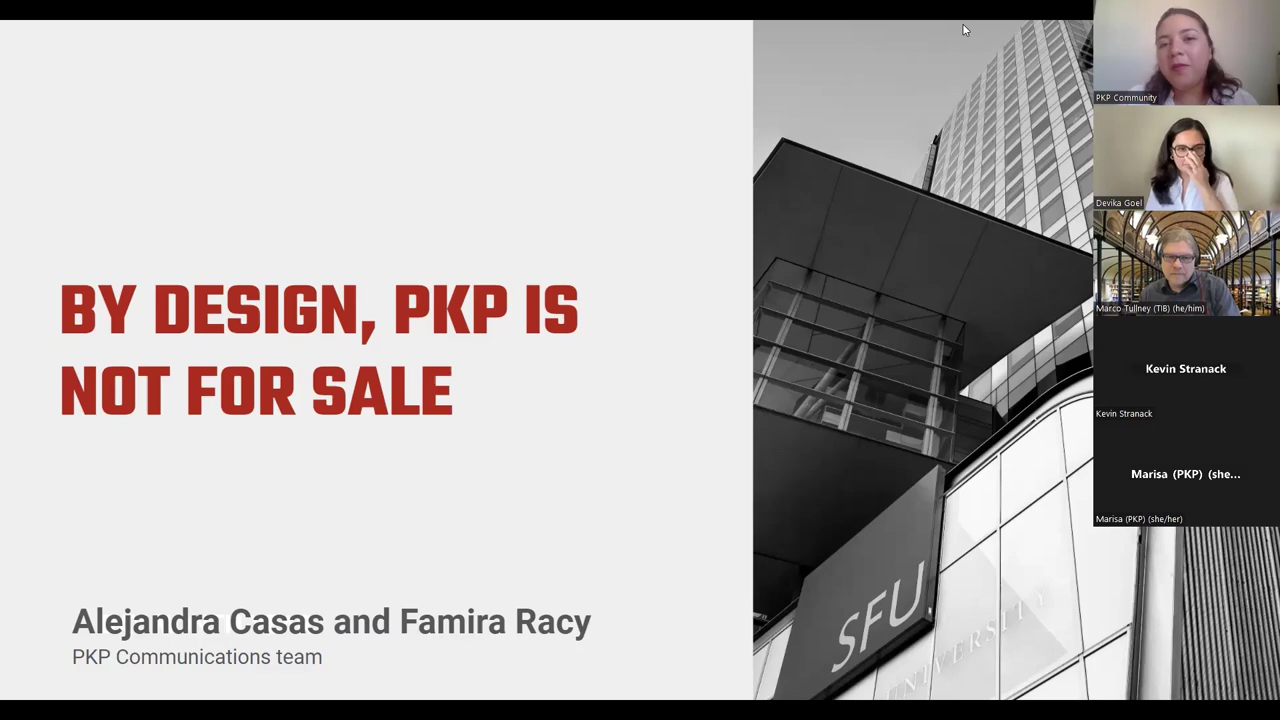 BY DESIGN, PKP IS
NOT FOR SALE
Alejandra Casas and Famira Racy
PKP Communications team
SFU
UNIVERSITY
PKP Community
Devika Goel
Marco Tullney (TIB) (he/him)
Kevin Stranack
Kevin Stranack
Marisa (PKP) (she...
Marisa (PKP) (she/her)